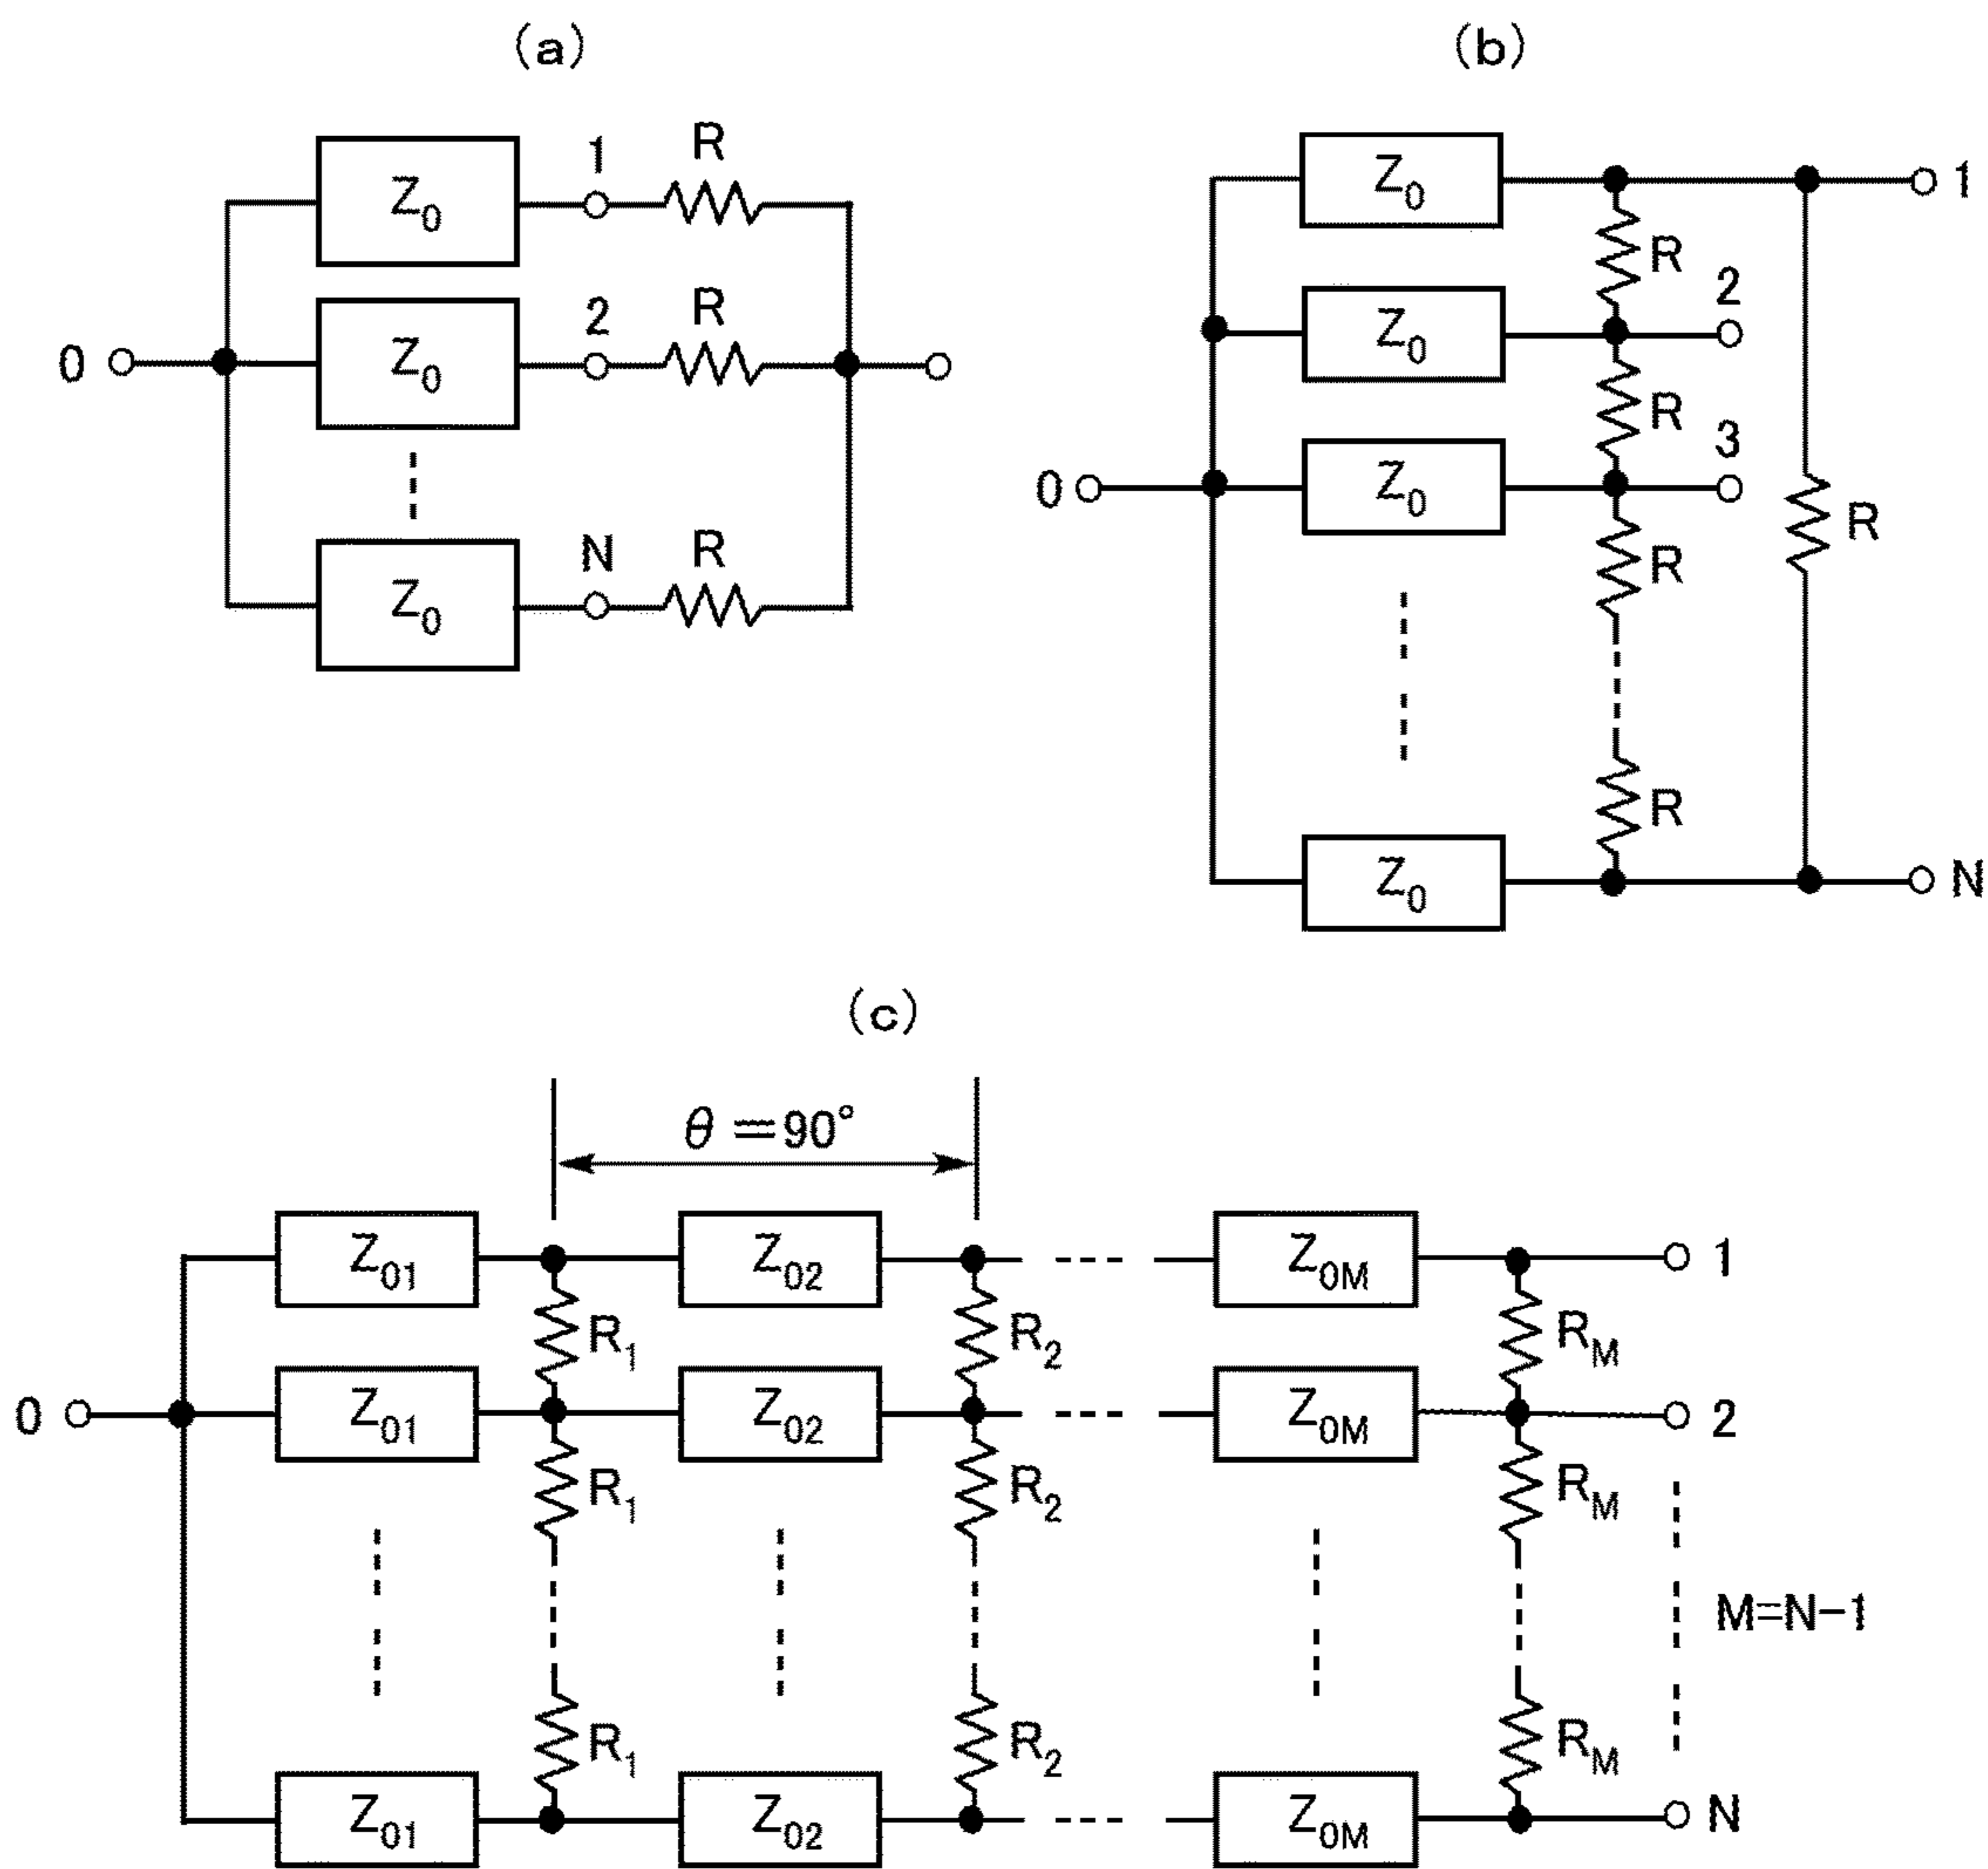 (a)
Z₀ 1 R
Z₀ 2 R
0
Z₀ N R
(b)
Z₀ 1
R
Z₀ 2
R
0 Z₀ 3
R R
R
Z₀ N
(c)
θ=90°
Z₀₁ Z₀₂ Z₀M 1
R₁ R₂ RM
0 Z₀₁ Z₀₂ Z₀M 2
R₁ R₂ RM
M=N-1
R₁ R₂ RM
Z₀₁ Z₀₂ Z₀M N